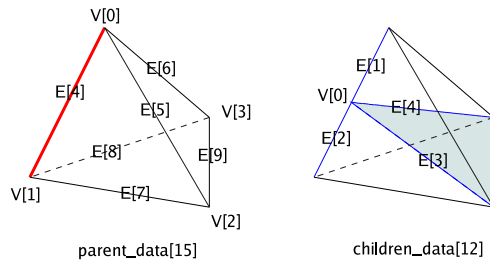 V[0]
E[6]
E[4]
E[5]
V[3]
E[8]
E[9]
V[1]
E[7]
V[2]
parent_data[15]
E[1]
V[0]
E[4]
E[2]
E[3]
children_data[12]